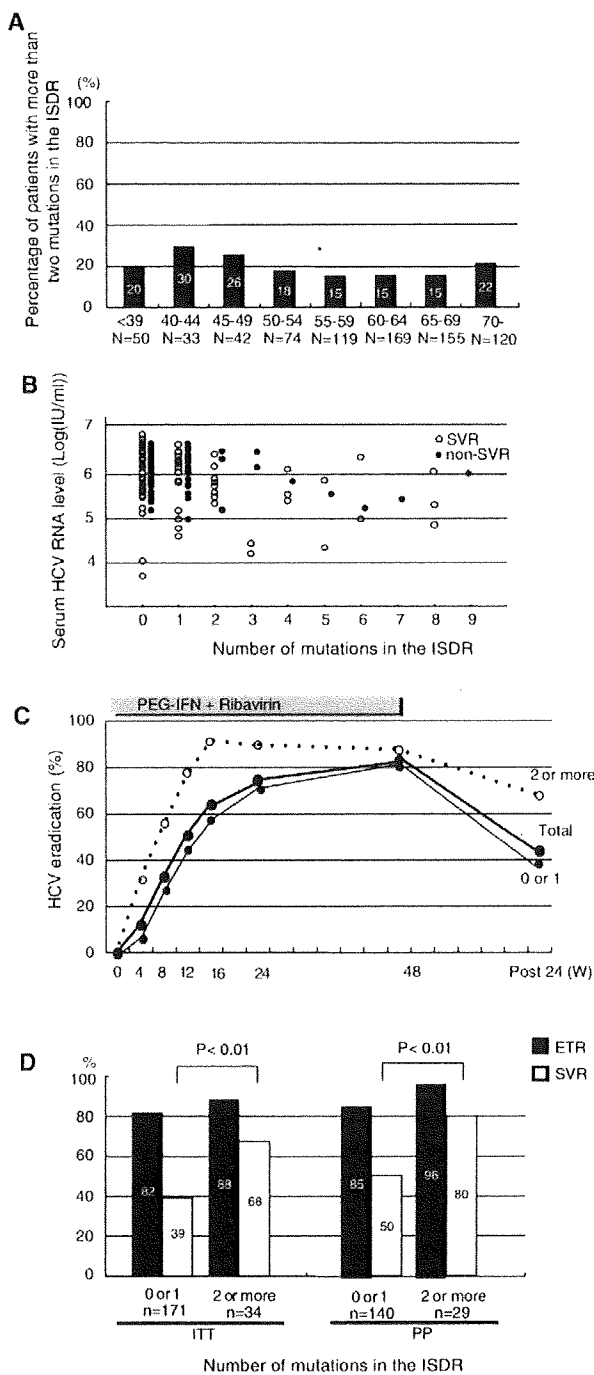 A
Percentage of patients with more than
two mutations in the ISDR
(%)
100
80
60
40
20
0
20
30
26
18
15
15
15
22
<39 40-44 45-49 50-54 55-59 60-64 65-69 70-
N=50 N=33 N=42 N=74 N=119 N=169 N=155 N=120
B
Serum HCV RNA level (Log(IU/ml))
7
6
5
4
○ SVR
● non-SVR
0 1 2 3 4 5 6 7 8 9
Number of mutations in the ISDR
C
PEG-IFN + Ribavirin
HCV eradication (%)
100
80
60
40
20
0
2 or more
Total
0 or 1
0 4 8 12 16 24 48 Post 24 (W)
D
%
100
80
60
40
20
0
P< 0.01
P< 0.01
ETR
SVR
82
39
88
66
85
50
96
80
0 or 1 2 or more 0 or 1 2 or more
n=171 n=34 n=140 n=29
ITT PP
Number of mutations in the ISDR